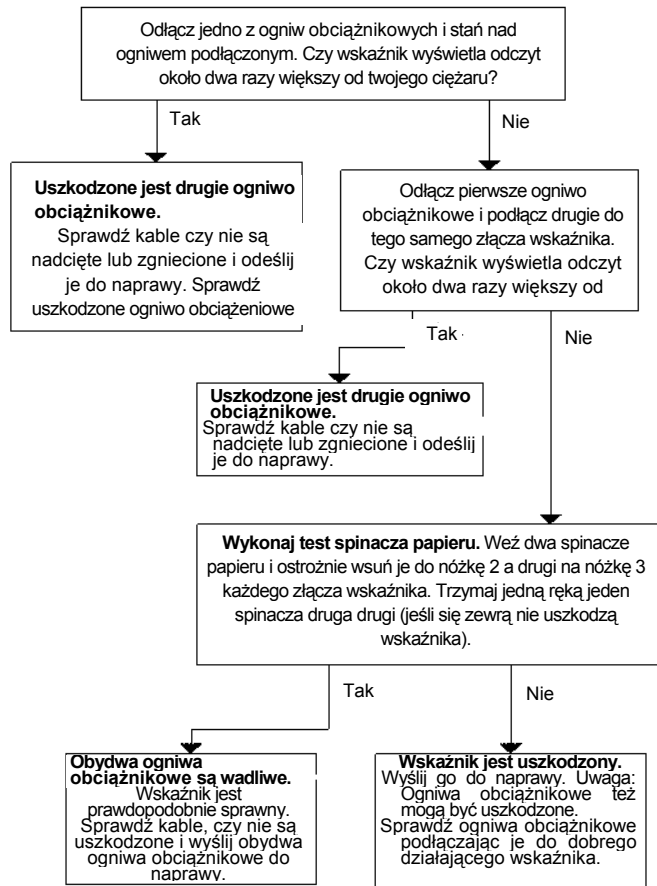 Odłącz jedno z ogniw obciążnikowych i stań nad
ogniwem podłączonym. Czy wskaźnik wyświetla odczyt
około dwa razy większy od twojego ciężaru?
Tak
Nie
Uszkodzone jest drugie ogniwo
obciążnikowe.
Sprawdź kable czy nie są
nadcięte lub zgniecione i odeślij
je do naprawy. Sprawdź
uszkodzone ogniwo obciążeniowe
Odłącz pierwsze ogniwo
obciążnikowe i podłącz drugie do
tego samego złącza wskaźnika.
Czy wskaźnik wyświetla odczyt
około dwa razy większy od
Tak
Nie
Uszkodzone jest drugie ogniwo
obciążnikowe.
Sprawdź kable czy nie są
nadcięte lub zgniecione i odeślij
je do naprawy.
Wykonaj test spinacza papieru. Weź dwa spinacze
papieru i ostrożnie wsuń je do nóżkę 2 a drugi na nóżkę 3
każdego złącza wskaźnika. Trzymaj jedną ręką jeden
spinacza druga drugi (jeśli się zewrą nie uszkodzą
wskaźnika).
Tak
Nie
Obydwa ogniwa
obciążnikowe są wadliwe.
Wskaźnik jest
prawdopodobnie sprawny.
Sprawdź kable, czy nie są
uszkodzone i wyślij obydwa
ogniwa obciążnikowe do
naprawy.
Wskaźnik jest uszkodzony.
Wyślij go do naprawy. Uwaga:
Ogniwa obciążnikowe też
mogą być uszkodzone.
Sprawdź ogniwa obciążnikowe
podłączając je do dobrego
działającego wskaźnika.